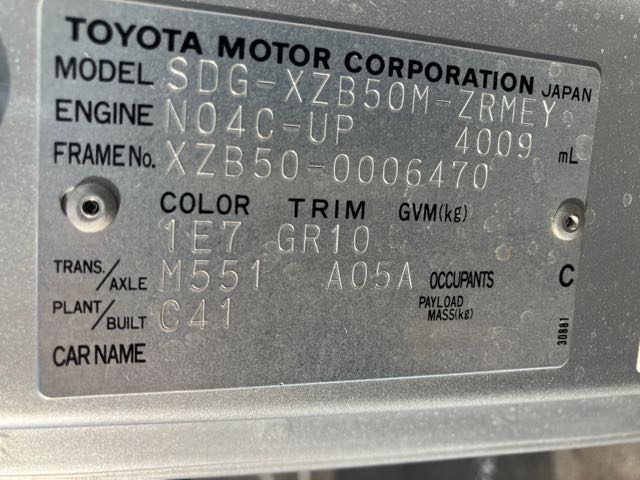 TOYOTA MOTOR CORPORATION JAPAN
MODEL SDG-XZB50M-ZRMEY
ENGINE N04C-UP 4009 mL
FRAME No. XZB50-0006470
COLOR TRIM GVM(kg)
1E7 GR10
TRANS./AXLE M551 A05A OCCUPANTS C
PLANT/BUILT C41 PAYLOAD MASS(kg)
CAR NAME
30881